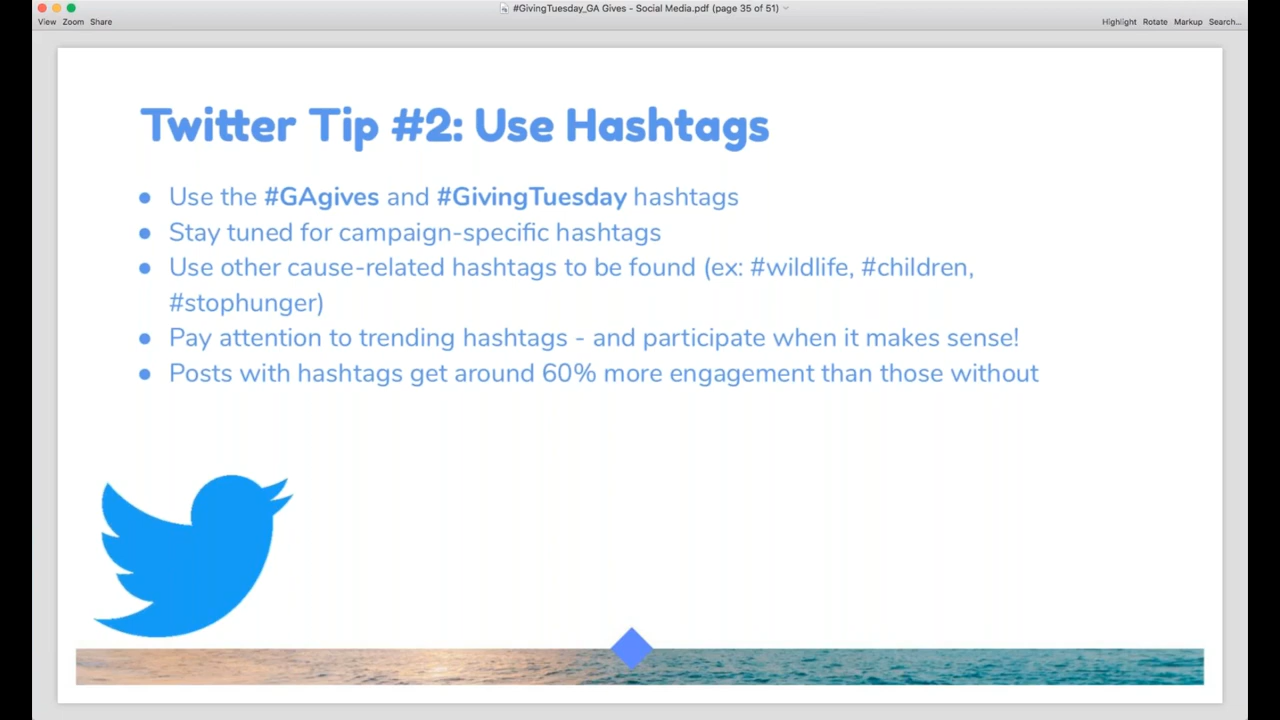 #GivingTuesday_GA Gives - Social Media.pdf (page 35 of 51)
View Zoom Share
Highlight Rotate Markup Search...
Twitter Tip #2: Use Hashtags
● Use the #GAgives and #GivingTuesday hashtags
● Stay tuned for campaign-specific hashtags
● Use other cause-related hashtags to be found (ex: #wildlife, #children,
#stophunger)
● Pay attention to trending hashtags - and participate when it makes sense!
● Posts with hashtags get around 60% more engagement than those without